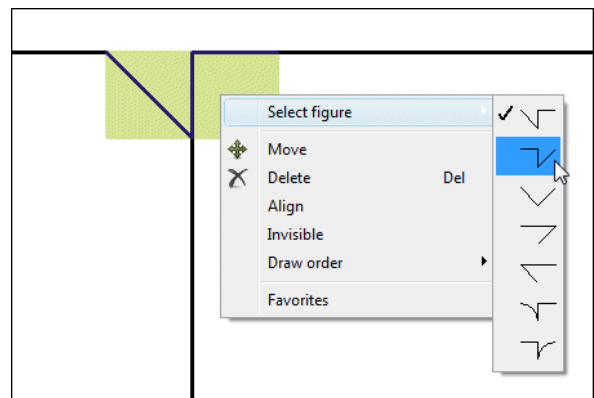 Select figure
Move
Delete Del
Align
Invisible
Draw order
Favorites